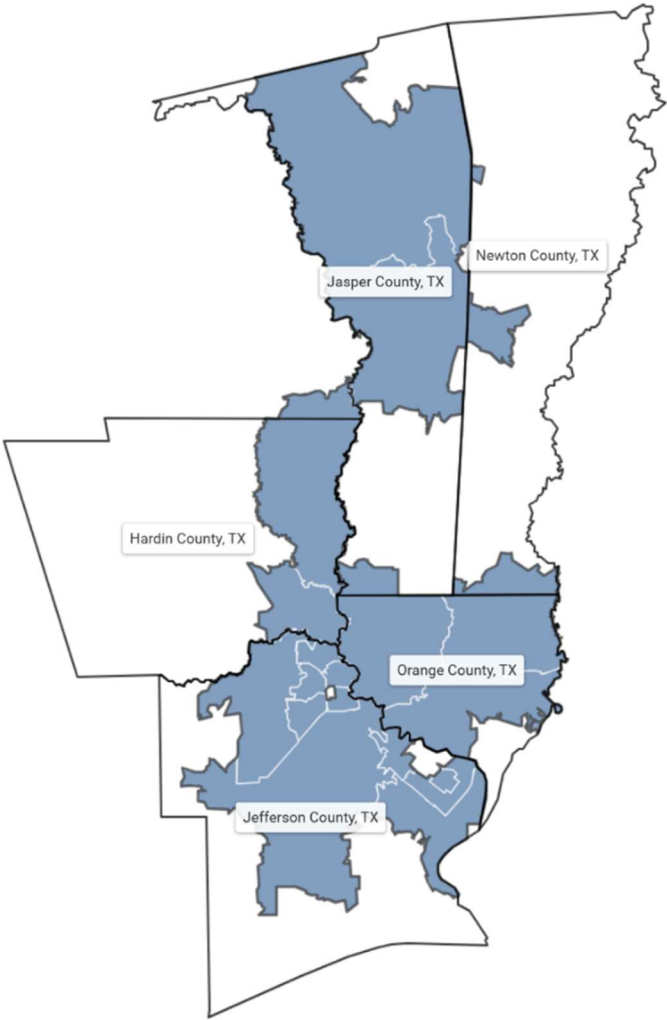 Newton County, TX
Jasper County, TX
Hardin County, TX
Orange County, TX
Jefferson County, TX